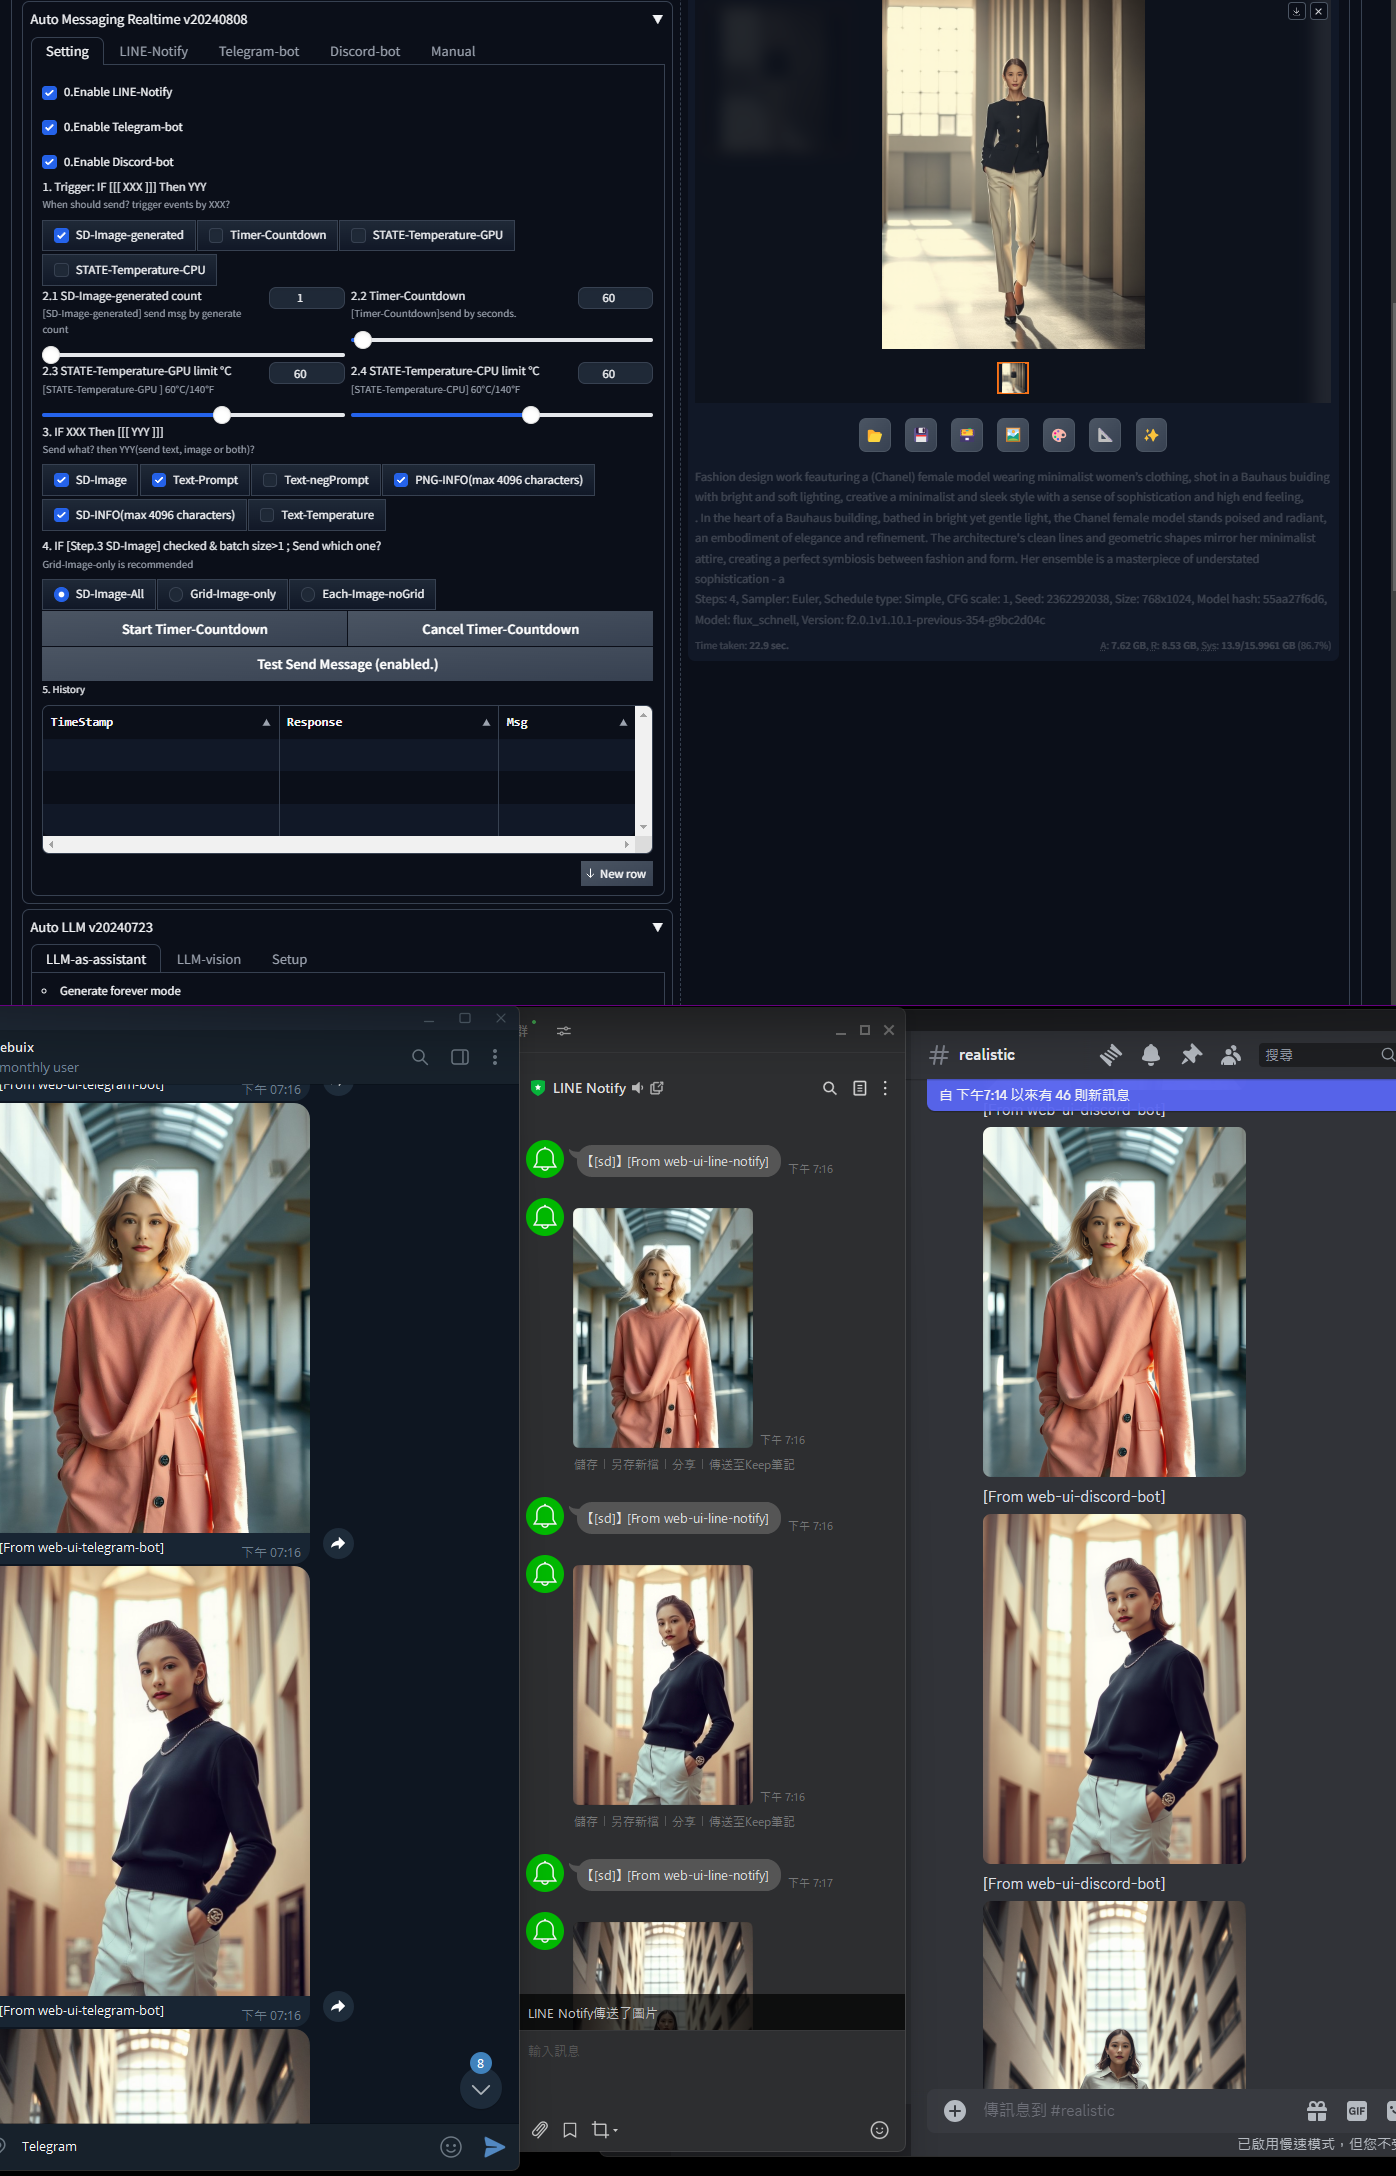 Auto Messaging Realtime v20240808
▼
Setting
LINE-Notify
Telegram-bot
Discord-bot
Manual
0.Enable LINE-Notify
0.Enable Telegram-bot
0.Enable Discord-bot
1. Trigger: IF [[[ XXX ]]] Then YYY
When should send? trigger events by XXX?
SD-Image-generated
Timer-Countdown
STATE-Temperature-GPU
STATE-Temperature-CPU
2.1 SD-Image-generated count
1
[SD-Image-generated] send msg by generate
count
2.2 Timer-Countdown
60
[Timer-Countdown]send by seconds.
2.3 STATE-Temperature-GPU limit °C
60
[STATE-Temperature-GPU ] 60°C/140°F
2.4 STATE-Temperature-CPU limit °C
60
[STATE-Temperature-CPU] 60°C/140°F
3. IF XXX Then [[[ YYY ]]]
Send what? then YYY(send text, image or both)?
SD-Image
Text-Prompt
Text-negPrompt
PNG-INFO(max 4096 characters)
SD-INFO(max 4096 characters)
Text-Temperature
4. IF [Step.3 SD-Image] checked & batch size>1 ; Send which one?
Grid-Image-only is recommended
SD-Image-All
Grid-Image-only
Each-Image-noGrid
Start Timer-Countdown
Cancel Timer-Countdown
Test Send Message (enabled.)
5. History
TimeStamp
Response
Msg
↓ New row
Auto LLM v20240723
▼
LLM-as-assistant
LLM-vision
Setup
Generate forever mode
Fashion design work feauturing a (Chanel) female model wearing minimalist women's clothing, shot in a Bauhaus buiding
with bright and soft lighting, creative a minimalist and sleek style with a sense of sophistication and high end feeling,
. In the heart of a Bauhaus building, bathed in bright yet gentle light, the Chanel female model stands poised and radiant,
an embodiment of elegance and refinement. The architecture's clean lines and geometric shapes mirror her minimalist
attire, creating a perfect symbiosis between fashion and form. Her ensemble is a masterpiece of understated
sophistication - a
Steps: 4, Sampler: Euler, Schedule type: Simple, CFG scale: 1, Seed: 2362292038, Size: 768x1024, Model hash: 55aa27f6d6,
Model: flux_schnell, Version: f2.0.1v1.10.1-previous-354-g9bc2d04c
Time taken: 22.9 sec.
A: 7.62 GB, R: 8.53 GB, Sys: 13.9/15.9961 GB (86.7%)
ebuix
monthly user
[From web-ui-telegram-bot]
下午 07:16
[From web-ui-telegram-bot]
下午 07:16
[From web-ui-telegram-bot]
下午 07:16
8
Telegram
群
LINE Notify
【[sd]】[From web-ui-line-notify]
下午 7:16
下午 7:16
儲存 | 另存新檔 | 分享 | 傳送至Keep筆記
【[sd]】[From web-ui-line-notify]
下午 7:16
下午 7:16
儲存 | 另存新檔 | 分享 | 傳送至Keep筆記
【[sd]】[From web-ui-line-notify]
下午 7:17
LINE Notify傳送了圖片
輸入訊息
# realistic
搜尋
自 下午7:14 以來有 46 則新訊息
[From web-ui-discord-bot]
[From web-ui-discord-bot]
[From web-ui-discord-bot]
傳訊息到 #realistic
GIF
已啟用慢速模式，但您不受